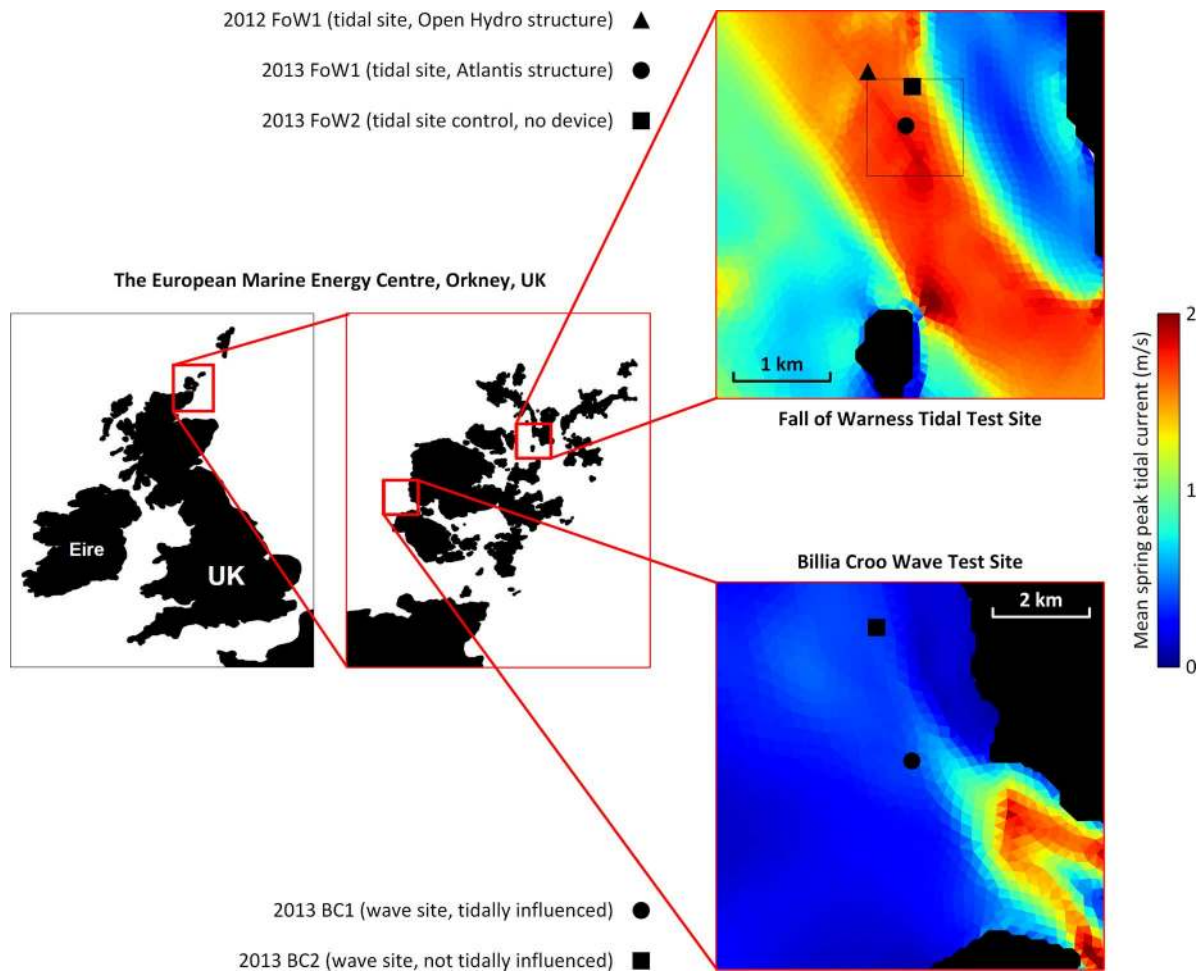 2012 FoW1 (tidal site, Open Hydro structure)
2013 FoW1 (tidal site, Atlantis structure)
2013 FoW2 (tidal site control, no device)
The European Marine Energy Centre, Orkney, UK
Eire
UK
1 km
Fall of Warness Tidal Test Site
Mean spring peak tidal current (m/s)
2
1
0
Billia Croo Wave Test Site
2 km
2013 BC1 (wave site, tidally influenced)
2013 BC2 (wave site, not tidally influenced)